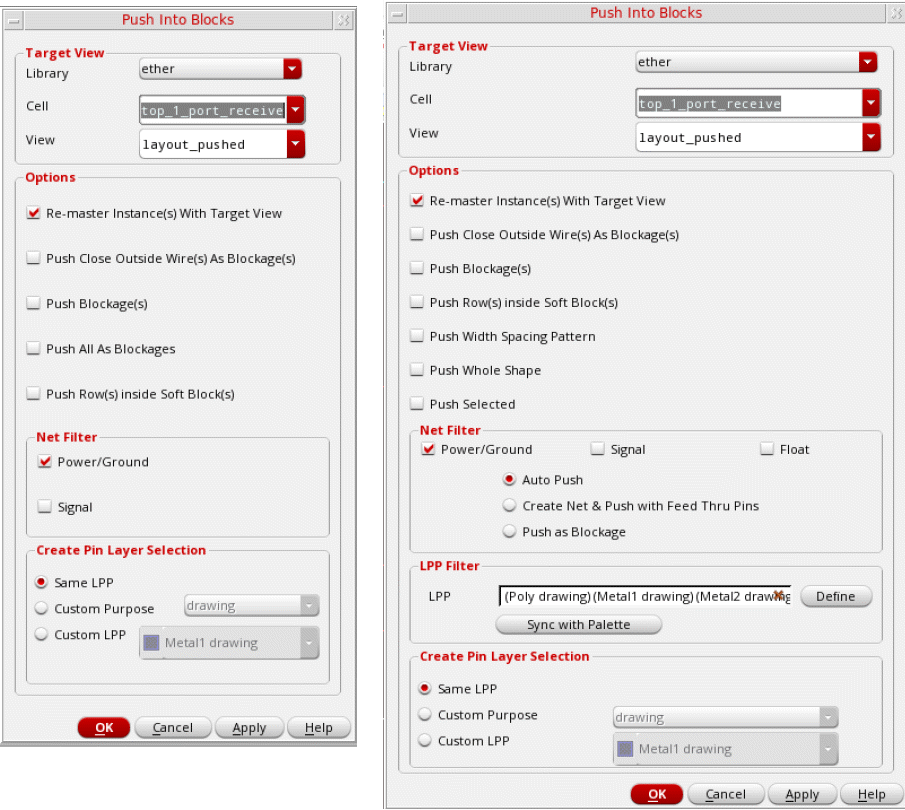 Push Into Blocks
Target View
Library
ether
Cell
top_1_port_receive
View
layout_pushed
Options
Re-master Instance(s) With Target View
Push Close Outside Wire(s) As Blockage(s)
Push Blockage(s)
Push All As Blockages
Push Row(s) inside Soft Block(s)
Net Filter
Power/Ground
Signal
Create Pin Layer Selection
Same LPP
Custom Purpose drawing
Custom LPP Metal1 drawing
OK Cancel Apply Help
Push Into Blocks
Target View
Library
ether
Cell
top_1_port_receive
View
layout_pushed
Options
Re-master Instance(s) With Target View
Push Close Outside Wire(s) As Blockage(s)
Push Blockage(s)
Push Row(s) inside Soft Block(s)
Push Width Spacing Pattern
Push Whole Shape
Push Selected
Net Filter
Power/Ground Signal Float
Auto Push
Create Net & Push with Feed Thru Pins
Push as Blockage
LPP Filter
LPP (Poly drawing)(Metal1 drawing)(Metal2 drawing Define
Sync with Palette
Create Pin Layer Selection
Same LPP
Custom Purpose drawing
Custom LPP Metal1 drawing
OK Cancel Apply Help